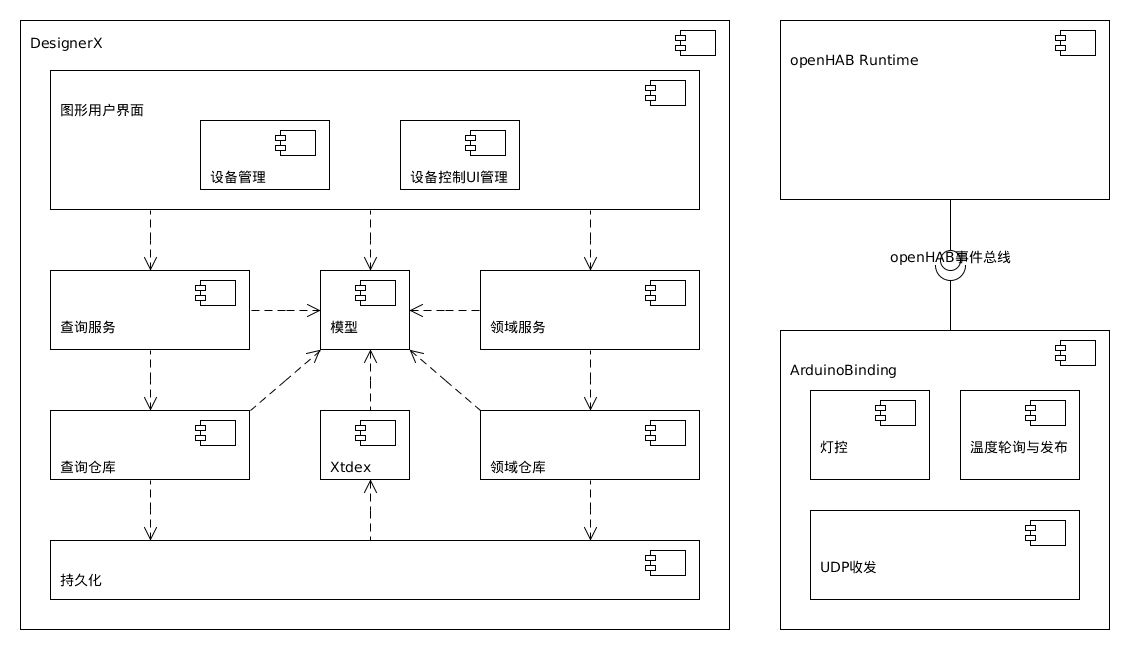 DesignerX
图形用户界面
设备管理
设备控制UI管理
查询服务
模型
领域服务
查询仓库
Xtdex
领域仓库
持久化
openHAB Runtime
openHAB事件总线
ArduinoBinding
灯控
温度轮询与发布
UDP收发